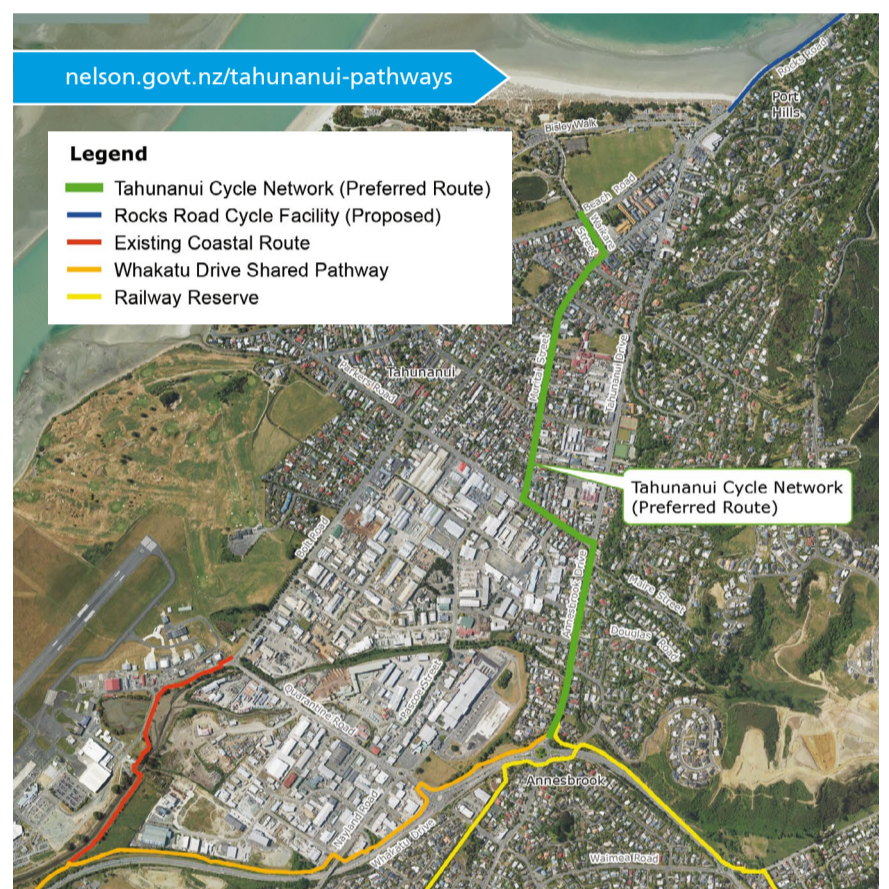 nelson.govt.nz/tahunanui-pathways
Rocks Road
Port
Hills
Bisley Walk
Legend
Tahunanui Cycle Network (Preferred Route)
Rocks Road Cycle Facility (Proposed)
Existing Coastal Route
Whakatu Drive Shared Pathway
Railway Reserve
Beach Road
Waikare
Street
Muritai Street
Tahunanui Drive
Tahunanui
Parkers Road
Tahunanui Cycle Network
(Preferred Route)
Bolt Road
Annesbrook Drive
Maire Street
Douglas Road
Quarantine Road
Pascoe Street
Annesbrook
Nayland Road
Whakatu Drive
Waimea Road